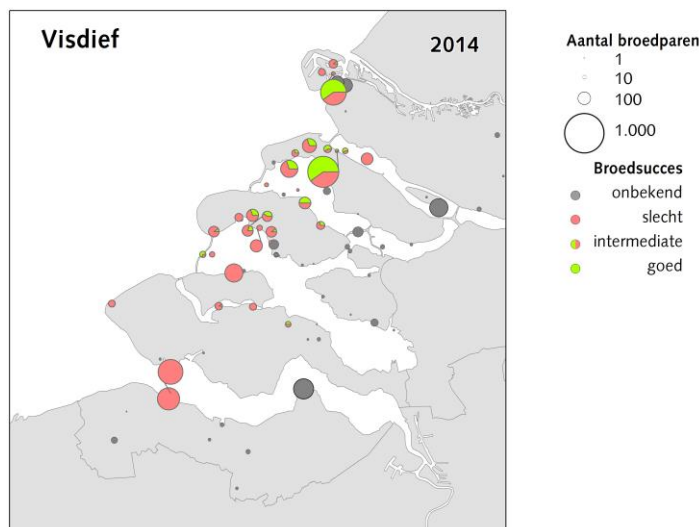 Visdief
2014
Aantal broedparen
1
10
100
1.000
Broedsucces
onbekend
slecht
intermediate
goed